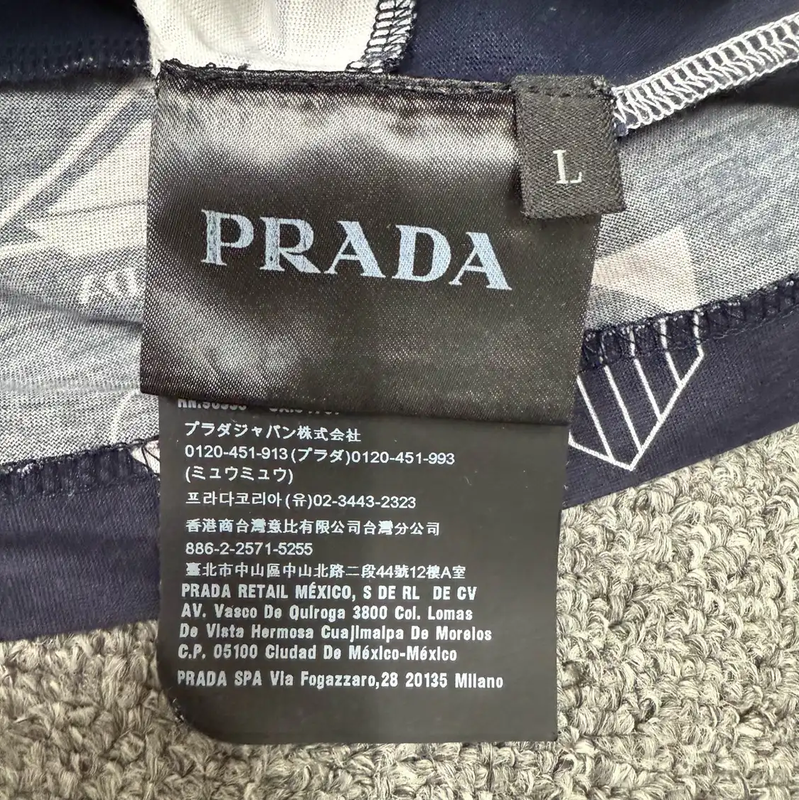 PRADA
L
プラダジャパン株式会社
0120-451-913(プラダ)0120-451-993
(ミュウミュウ)
프라다코리아(유)02-3443-2323
香港商台灣意比有限公司台灣分公司
886-2-2571-5255
臺北市中山區中山北路二段44號12樓A室
PRADA RETAIL MÉXICO, S DE RL DE CV
AV. Vasco De Quiroga 3800 Col. Lomas
De Vista Hermosa Cuajimalpa De Morelos
C.P. 05100 Ciudad De México-México
PRADA SPA Via Fogazzaro,28 20135 Milano